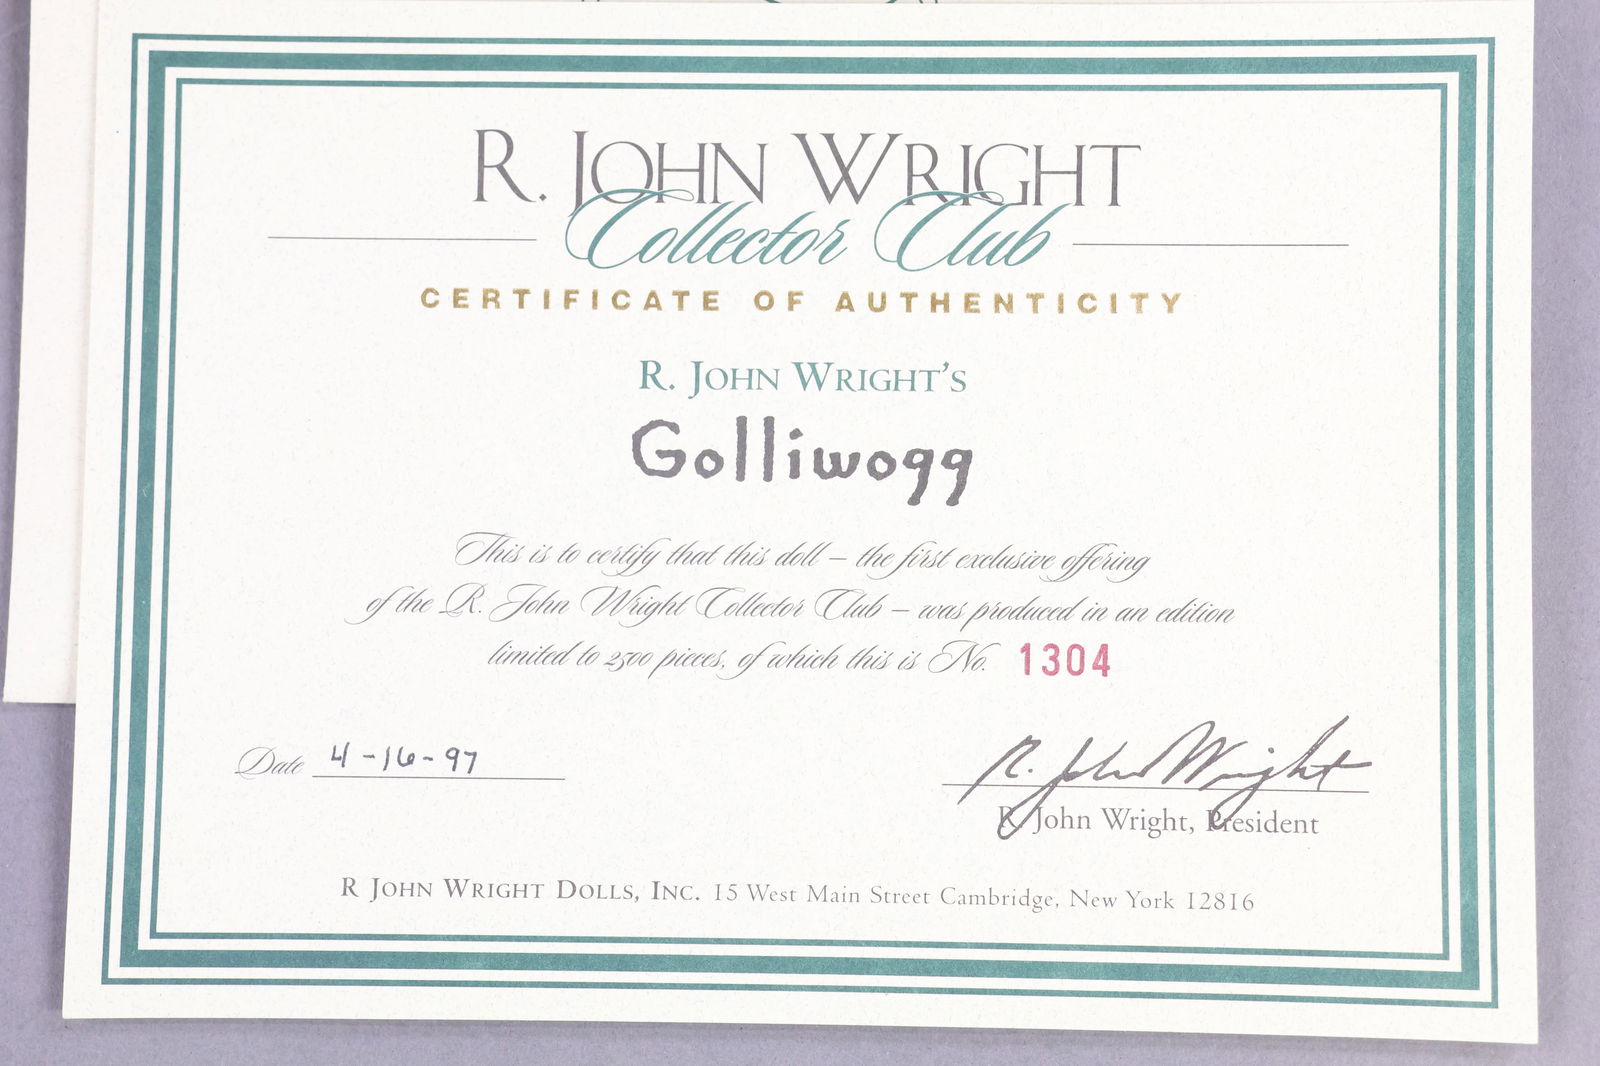 R. JOHN WRIGHT
Collector Club
CERTIFICATE OF AUTHENTICITY
R. JOHN WRIGHT'S
Golliwogg
This is to certify that this doll – the first exclusive offering
of the R. John Wright Collector Club – was produced in an edition
limited to 2500 pieces, of which this is No. 1304
Date 4-16-97
R. John Wright
R. John Wright, President
R JOHN WRIGHT DOLLS, INC. 15 West Main Street Cambridge, New York 12816